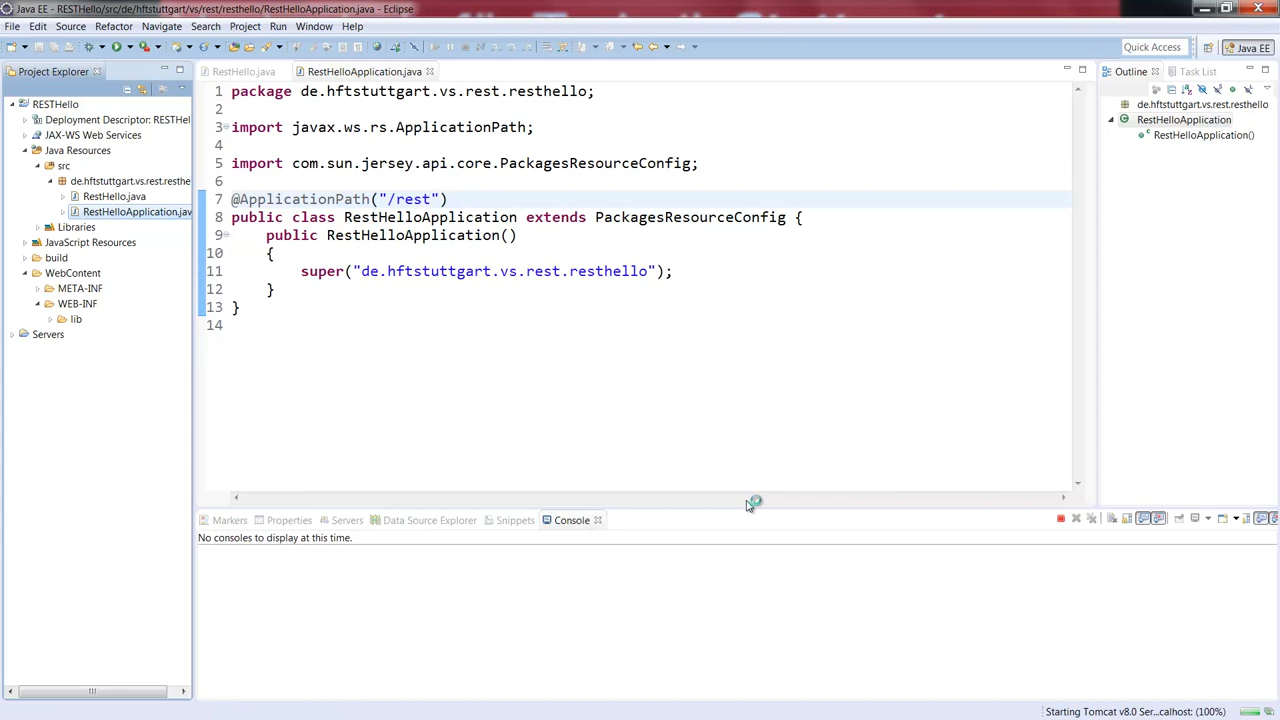 Java EE - RESTHello/src/de/hftstuttgart/vs/rest/resthello/RestHelloApplication.java - Eclipse
File Edit Source Refactor Navigate Search Project Run Window Help
Quick Access Java EE
Project Explorer
RestHello.java RestHelloApplication.java
Outline Task List
RESTHello
Deployment Descriptor: RESTHel
JAX-WS Web Services
Java Resources
src
de.hftstuttgart.vs.rest.resthe
RestHello.java
RestHelloApplication.jav
Libraries
JavaScript Resources
build
WebContent
META-INF
WEB-INF
lib
Servers
1 package de.hftstuttgart.vs.rest.resthello;
2
3 import javax.ws.rs.ApplicationPath;
4
5 import com.sun.jersey.api.core.PackagesResourceConfig;
6
7 @ApplicationPath("/rest")
8 public class RestHelloApplication extends PackagesResourceConfig {
9 public RestHelloApplication()
10 {
11 super("de.hftstuttgart.vs.rest.resthello");
12 }
13 }
14
de.hftstuttgart.vs.rest.resthello
RestHelloApplication
RestHelloApplication()
Markers Properties Servers Data Source Explorer Snippets Console
No consoles to display at this time.
Starting Tomcat v8.0 Ser...calhost: (100%)